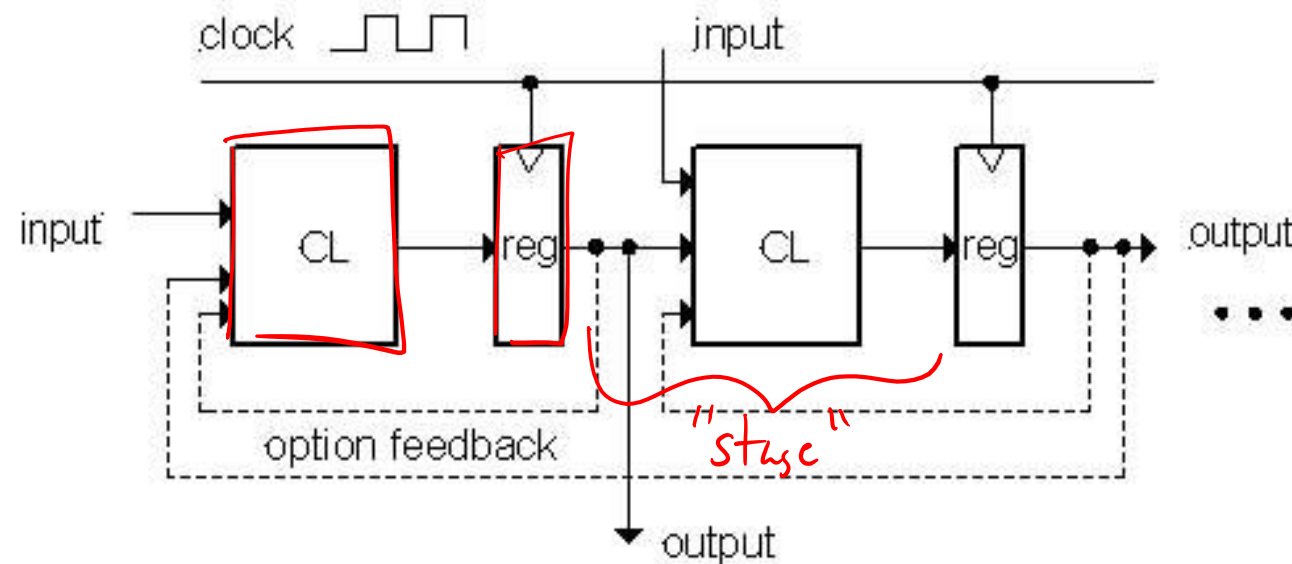 clock
input
input
CL
reg
CL
reg
output
option feedback
"stage"
output